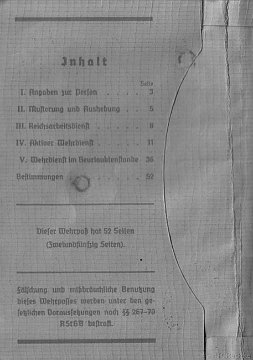 Inhalt
Seite
I. Angaben zur Person . . . . . 3
II. Musterung und Aushebung . . 5
III. Reichsarbeitsdienst . . . . 8
IV. Aktiver Wehrdienst . . . . 11
V. Wehrdienst im Beurlaubtenstande 36
Bestimmungen . . . . . 52
Dieser Wehrpaß hat 52 Seiten
(Zweiundfünfzig Seiten).
Fälschung und mißbräuchliche Benutzung
dieses Wehrpasses werden unter den ge-
setzlichen Voraussetzungen nach §§ 267-70
RStGB bestraft.